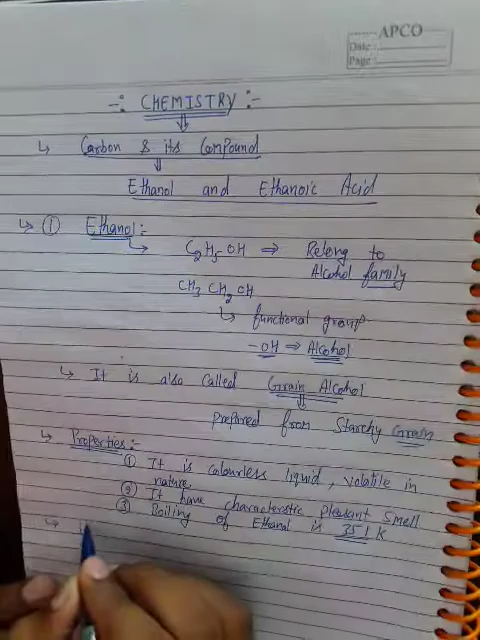 APCO
Date :
Page :
-: CHEMISTRY :-
↳ Carbon & its Compound
Ethanol and Ethanoic Acid
↳ ① Ethanol:-
↳ C2H5-OH ⇒ Relong to
Alcohol family
CH3 CH2 OH
↳ functional group
-OH ⇒ Alcohol
↳ It is also called Grain Alcohol
prepared from Starchy Grain
↳ Properties:-
① It is colourless liquid, volatile in
nature
② It have characterstic pleasant smell
③ Boiling of Ethanol is 351 K
↳